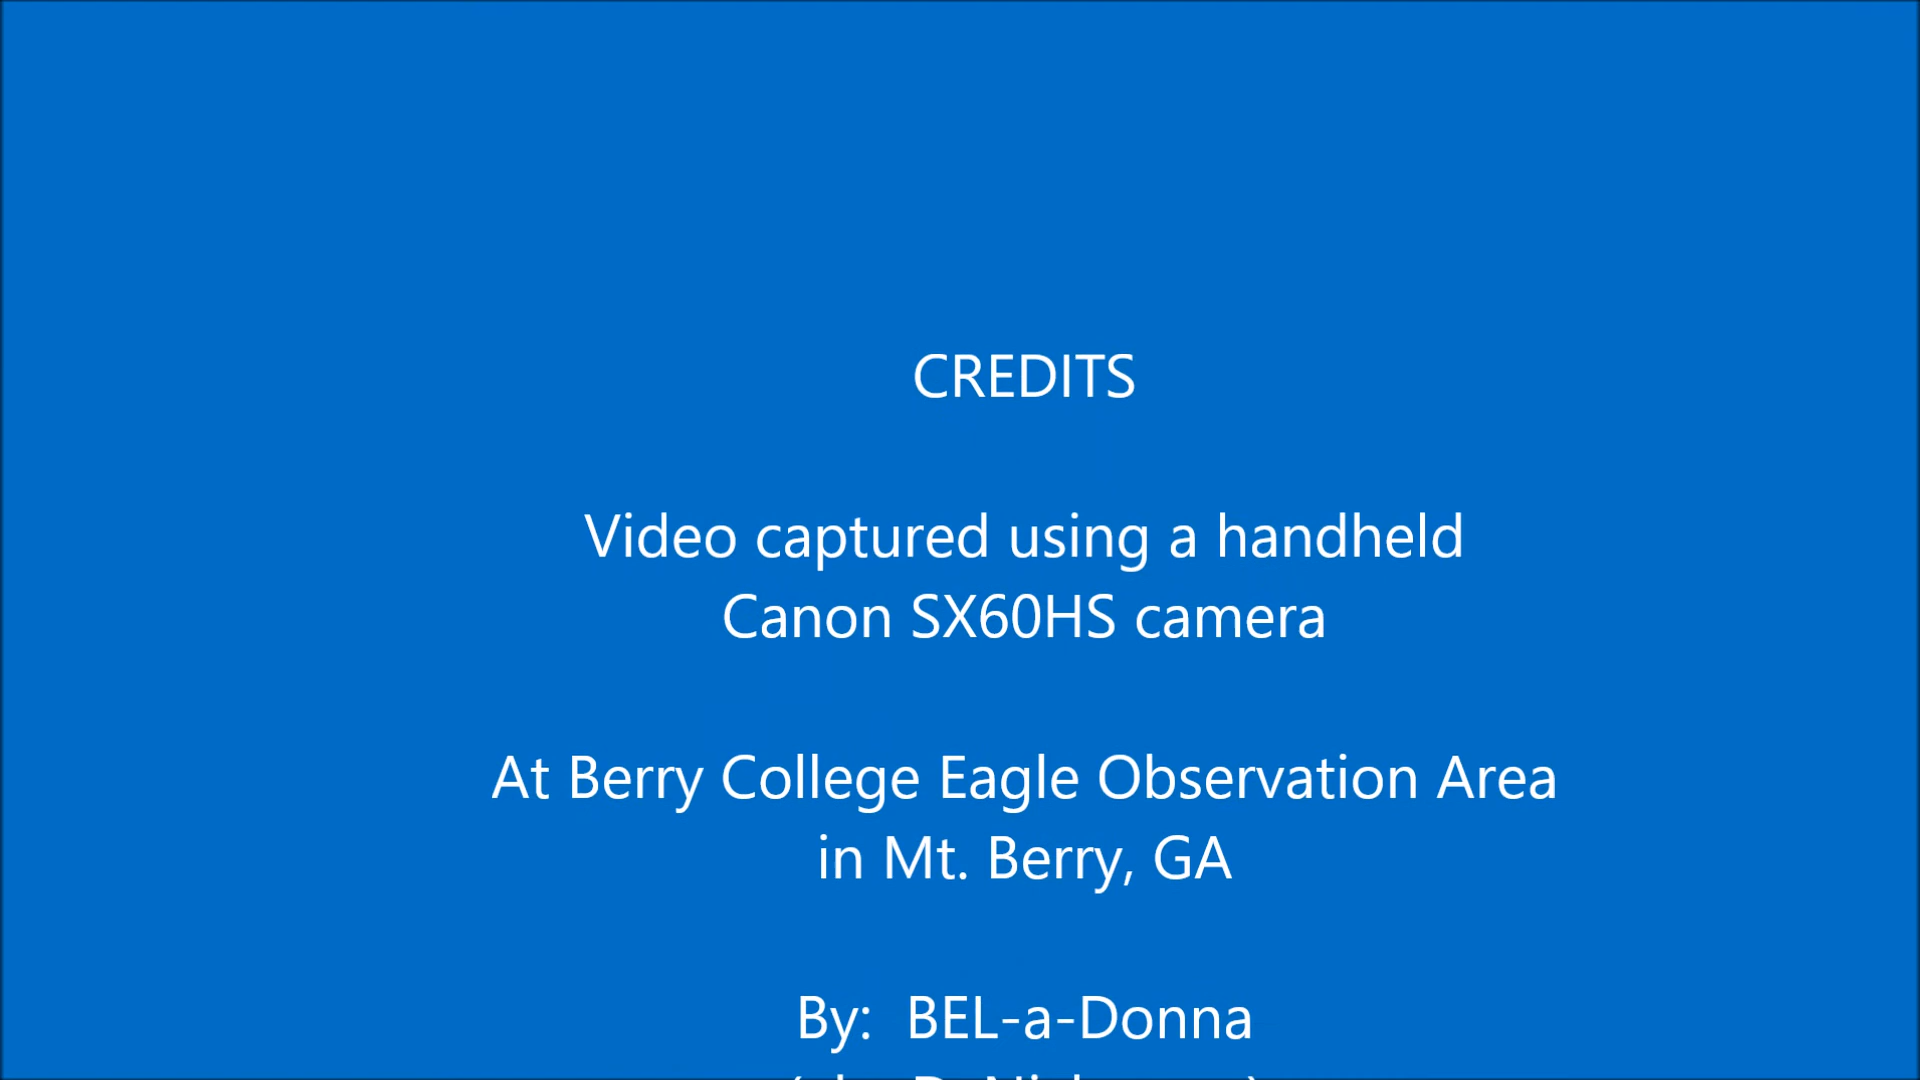 CREDITS
Video captured using a handheld
Canon SX60HS camera
At Berry College Eagle Observation Area
in Mt. Berry, GA
By:  BEL-a-Donna